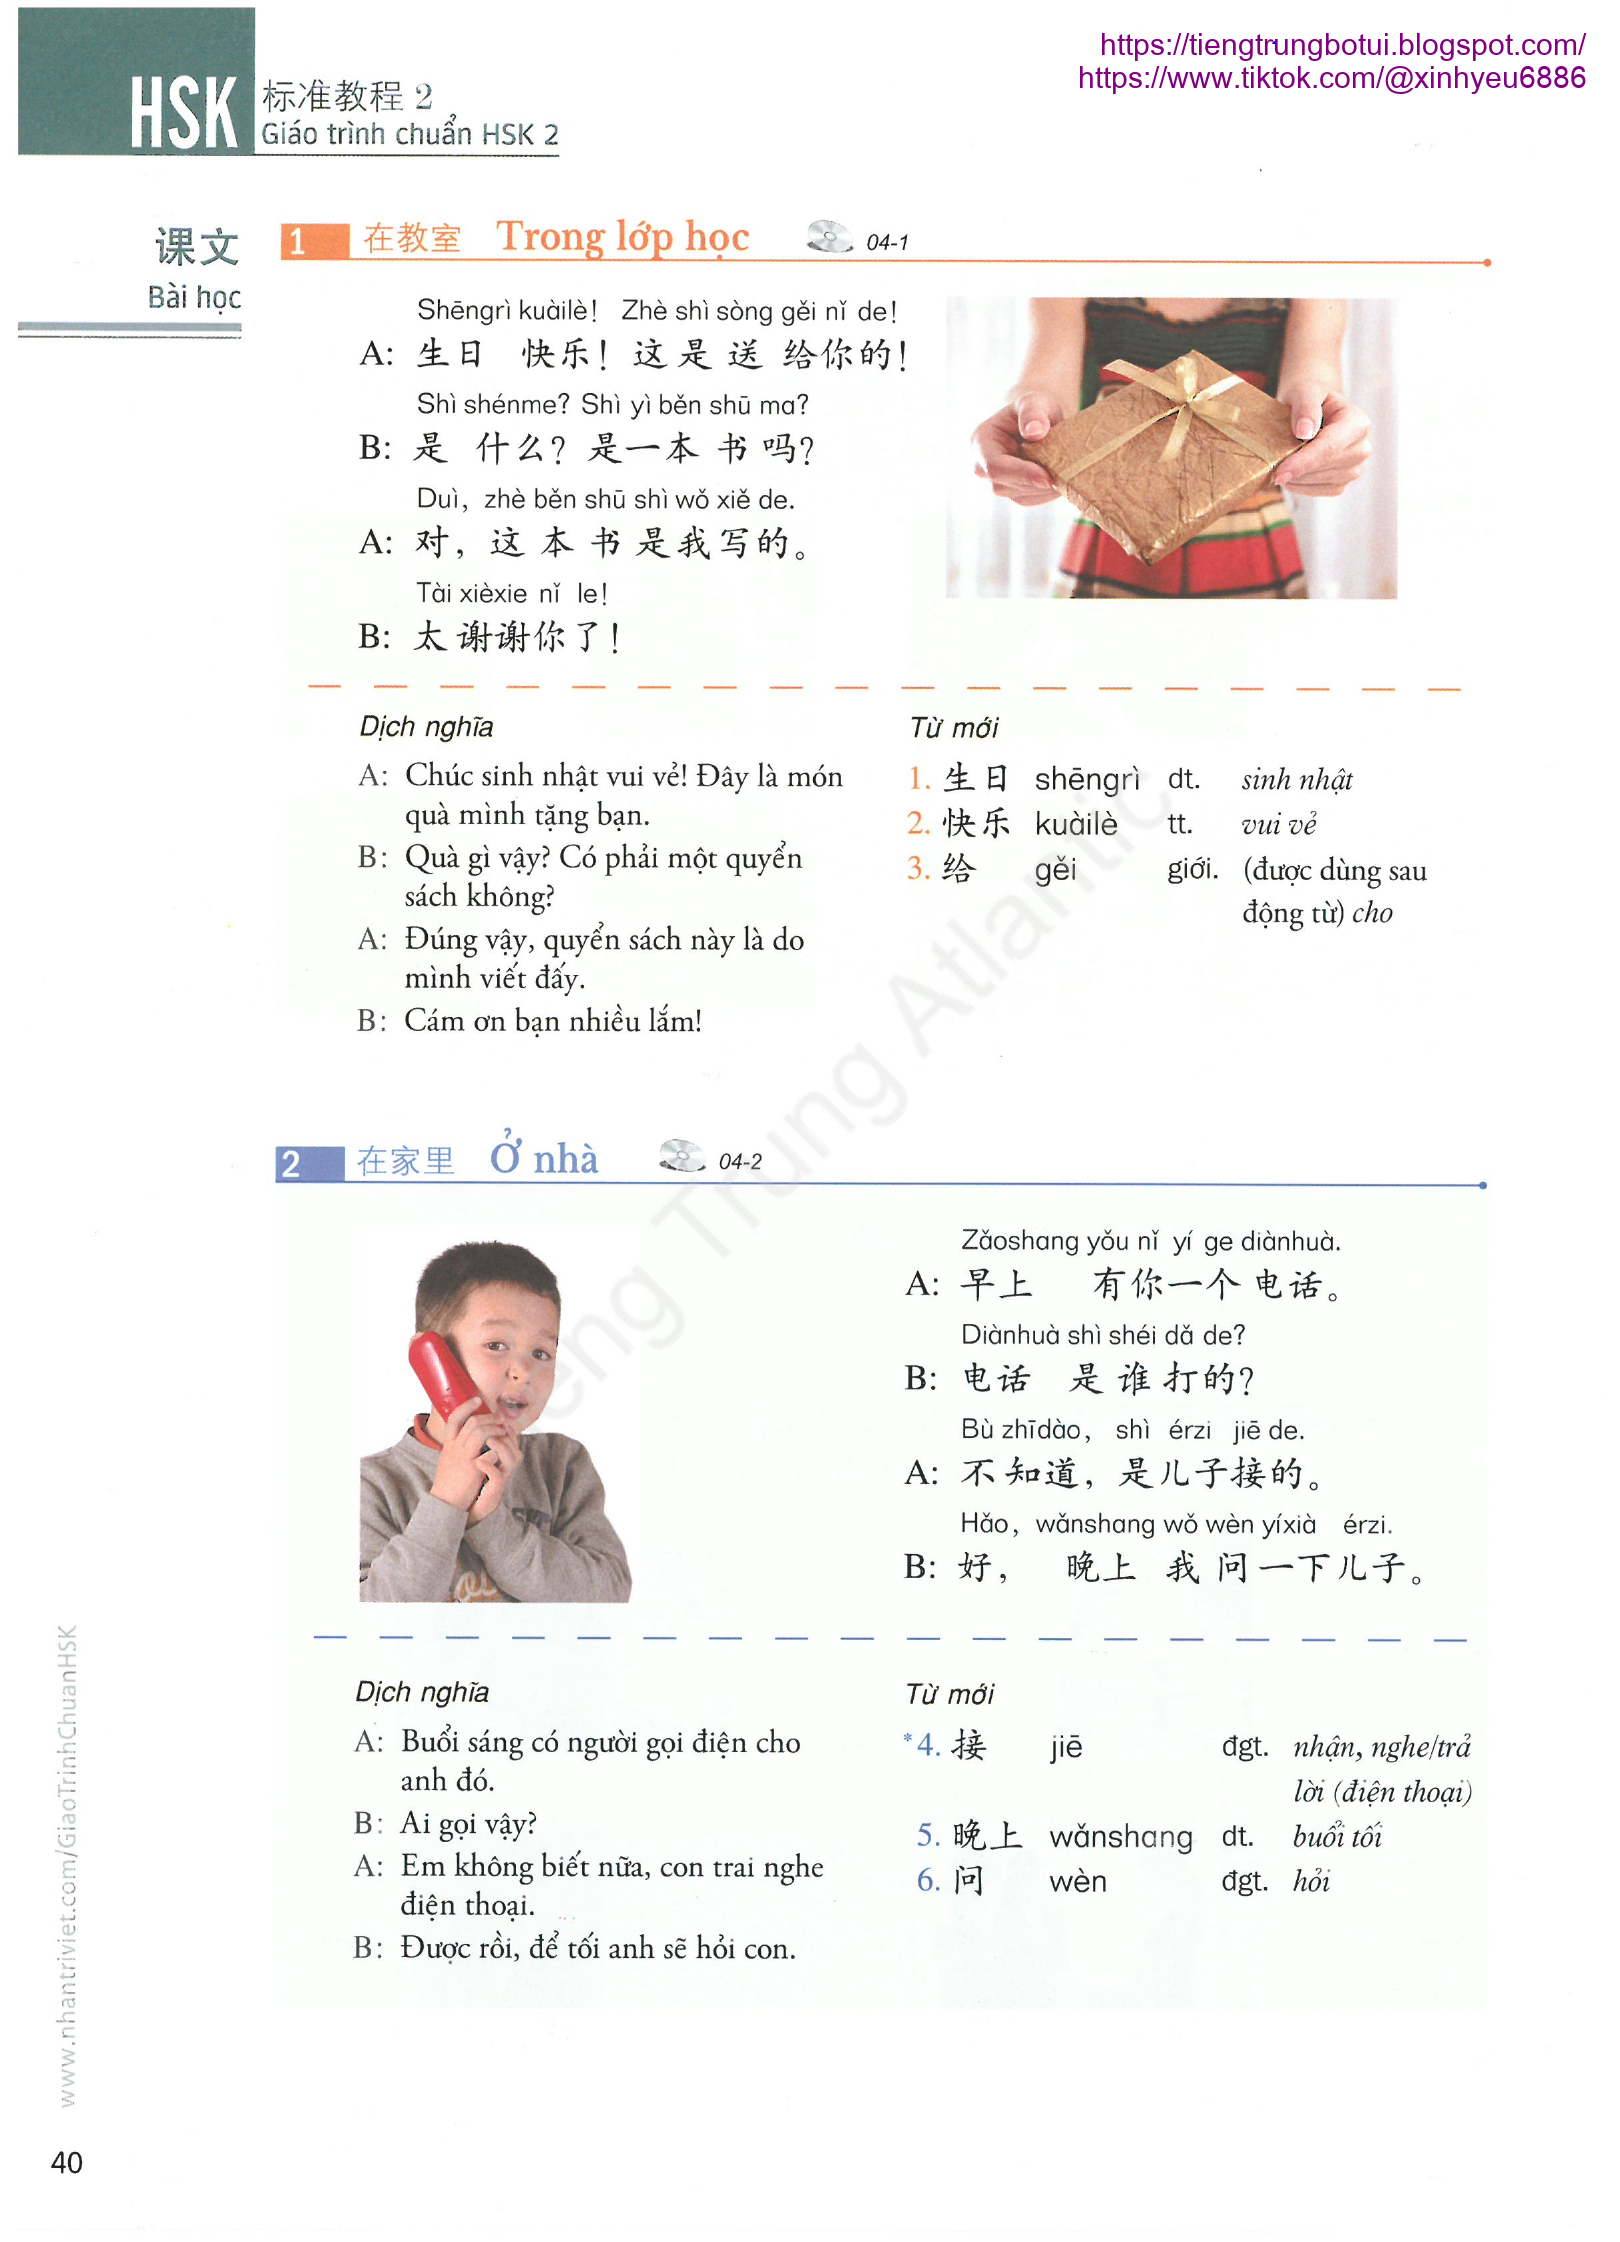 https://tiengtrungbotui.blogspot.com/
https://www.tiktok.com/@xinhyeu6886
HSK 标准教程 2
Giáo trình chuẩn HSK 2
课文
Bài học
1 在教室 Trong lớp học 04-1
Shēngrì kuàilè! Zhè shì sòng gěi nǐ de!
A: 生日 快乐! 这是送给你的!
Shì shénme? Shì yì běn shū ma?
B: 是 什么? 是一本书吗?
Duì, zhè běn shū shì wǒ xiě de.
A: 对, 这本书是我写的。
Tài xièxie nǐ le!
B: 太谢谢你了!
Dịch nghĩa
A: Chúc sinh nhật vui vẻ! Đây là món
quà mình tặng bạn.
B: Quà gì vậy? Có phải một quyển
sách không?
A: Đúng vậy, quyển sách này là do
mình viết đấy.
B: Cám ơn bạn nhiều lắm!
Từ mới
1. 生日 shēngrì dt. sinh nhật
2. 快乐 kuàilè tt. vui vẻ
3. 给 gěi giới. (được dùng sau
động từ) cho
2 在家里 Ở nhà 04-2
Zǎoshang yǒu nǐ yí ge diànhuà.
A: 早上 有你一个电话。
Diànhuà shì shéi dǎ de?
B: 电话 是谁打的?
Bù zhīdào, shì érzi jiē de.
A: 不知道, 是儿子接的。
Hǎo, wǎnshang wǒ wèn yíxià érzi.
B: 好, 晚上 我问一下儿子。
Dịch nghĩa
A: Buổi sáng có người gọi điện cho
anh đó.
B: Ai gọi vậy?
A: Em không biết nữa, con trai nghe
điện thoại.
B: Được rồi, để tối anh sẽ hỏi con.
Từ mới
*4. 接 jiē đgt. nhận, nghe/trả
lời (điện thoại)
5. 晚上 wǎnshang dt. buổi tối
6. 问 wèn đgt. hỏi
Tieng Trung Atlantic
www.nhantriviet.com/GiaoTrinhChuanHSK
40